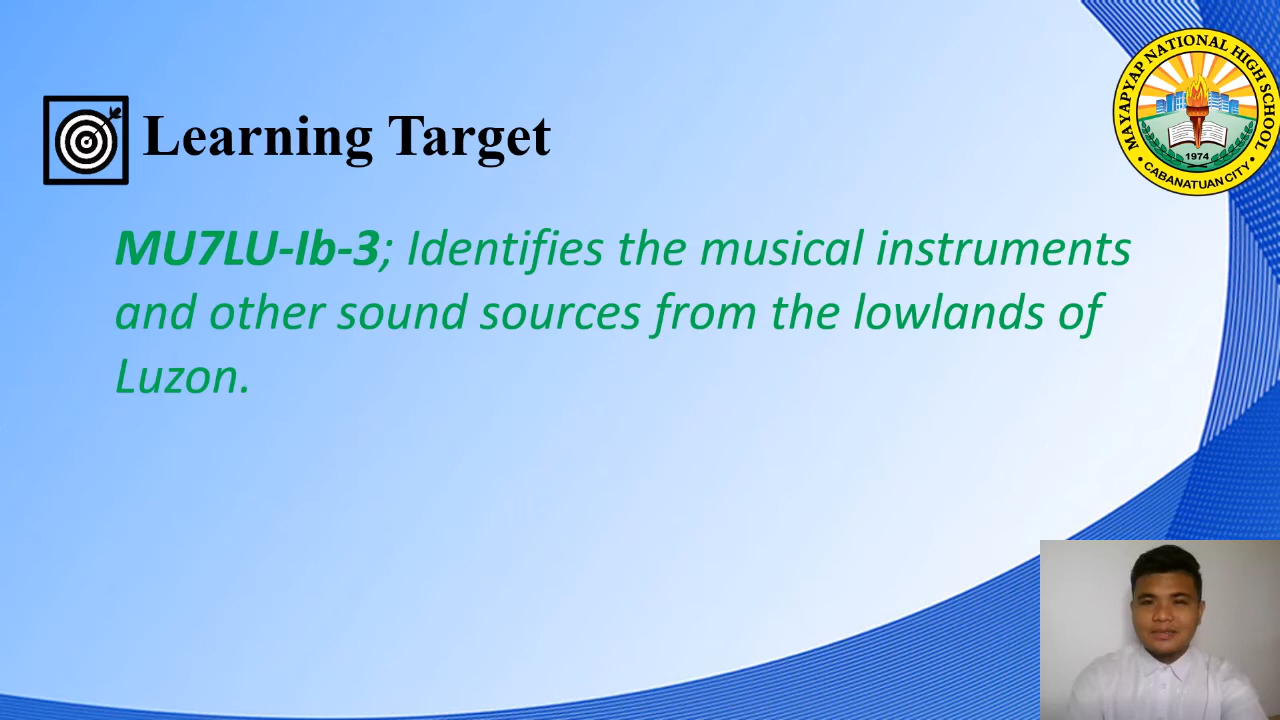 MAYAPYAP NATIONAL HIGH SCHOOL
1974
• CABANATUAN CITY •
Learning Target
MU7LU-Ib-3; Identifies the musical instruments
and other sound sources from the lowlands of
Luzon.